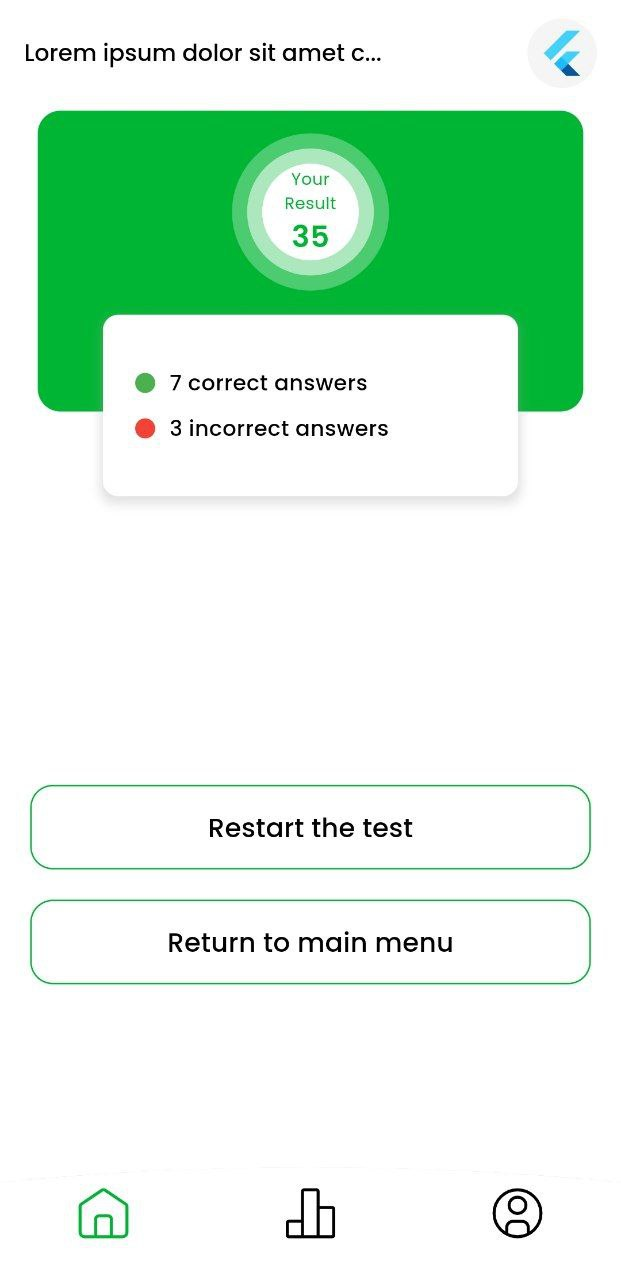 Lorem ipsum dolor sit amet c...
Your
Result
35
7 correct answers
3 incorrect answers
Restart the test
Return to main menu